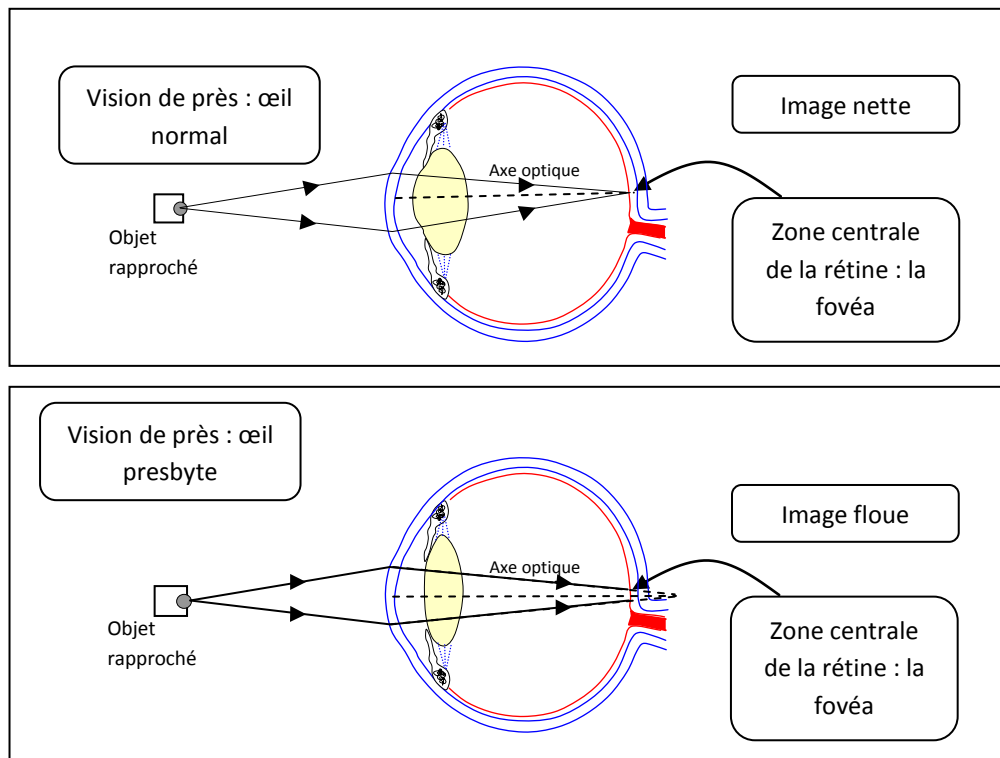 Vision de près : œil
normal
Image nette
Axe optique
Objet
rapproché
Zone centrale
de la rétine : la
fovéa
Vision de près : œil
presbyte
Image floue
Axe optique
Objet
rapproché
Zone centrale
de la rétine : la
fovéa